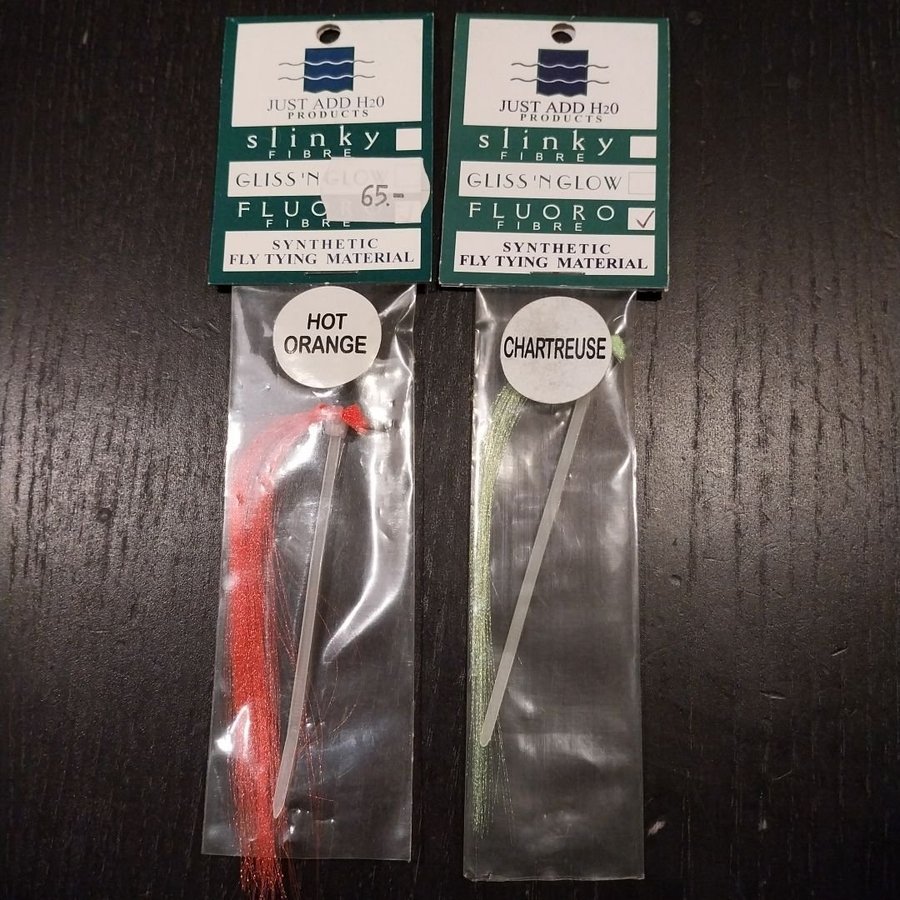 JUST ADD H20
PRODUCTS
slinky
FIBRE
GLISS'N GLOW
65.-
FLUO
FIBRE
SYNTHETIC
FLY TYING MATERIAL
HOT
ORANGE
JUST ADD H20
PRODUCTS
slinky
FIBRE
GLISS'N GLOW
FLUORO
FIBRE
SYNTHETIC
FLY TYING MATERIAL
CHARTREUSE